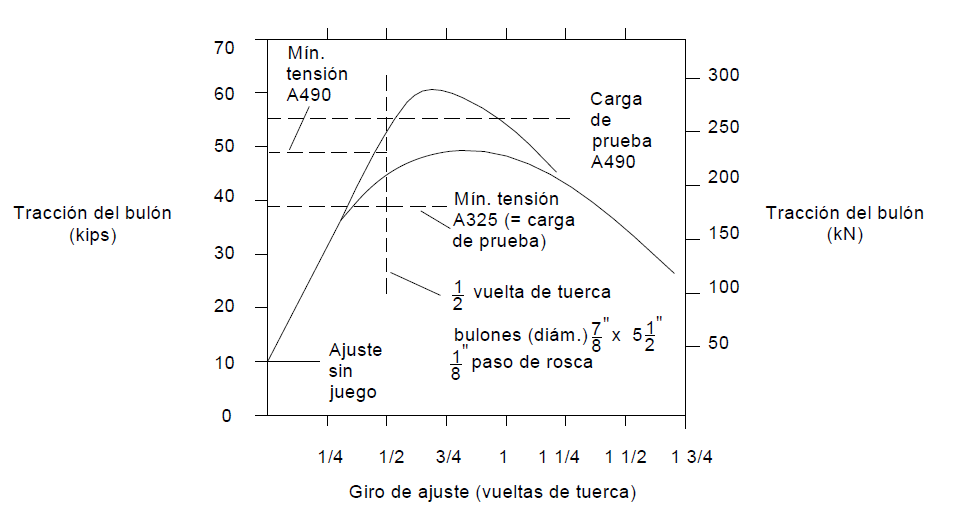 70
60
50
40
30
20
10
0
Tracción del bulón
(kips)
Mín.
tensión
A490
Carga
de
prueba
A490
Mín. tensión
A325 (= carga
de prueba)
1/2 vuelta de tuerca
bulones (diám.) 7/8" x 5 1/2"
1/8" paso de rosca
Ajuste
sin
juego
300
250
200
150
100
50
Tracción del bulón
(kN)
1/4 1/2 3/4 1 1 1/4 1 1/2 1 3/4
Giro de ajuste (vueltas de tuerca)